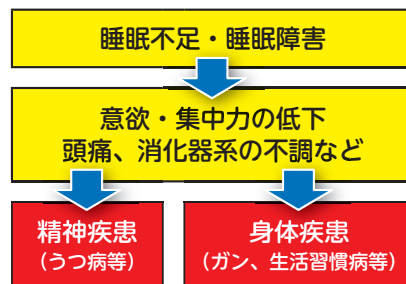 睡眠不足・睡眠障害
意欲・集中力の低下
頭痛、消化器系の不調など
精神疾患
（うつ病等）
身体疾患
（ガン、生活習慣病等）